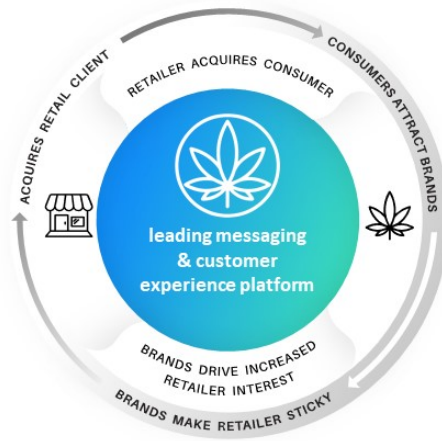 ACQUIRES RETAIL CLIENT
RETAILER ACQUIRES CONSUMER
CONSUMERS ATTRACT BRANDS
leading messaging
& customer
experience platform
BRANDS DRIVE INCREASED
RETAILER INTEREST
BRANDS MAKE RETAILER STICKY